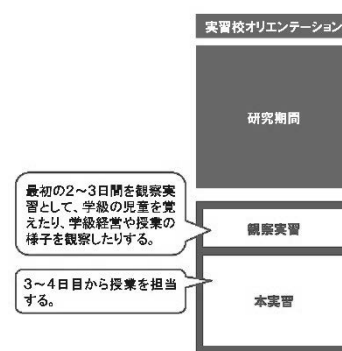 実習校オリエンテーション
研究期間
最初の2～3日間を観察実
習として、学級の児童を覚
えたり、学級経営や授業の
様子を観察したりする。
観察実習
3～4日目から授業を担当
する。
本実習